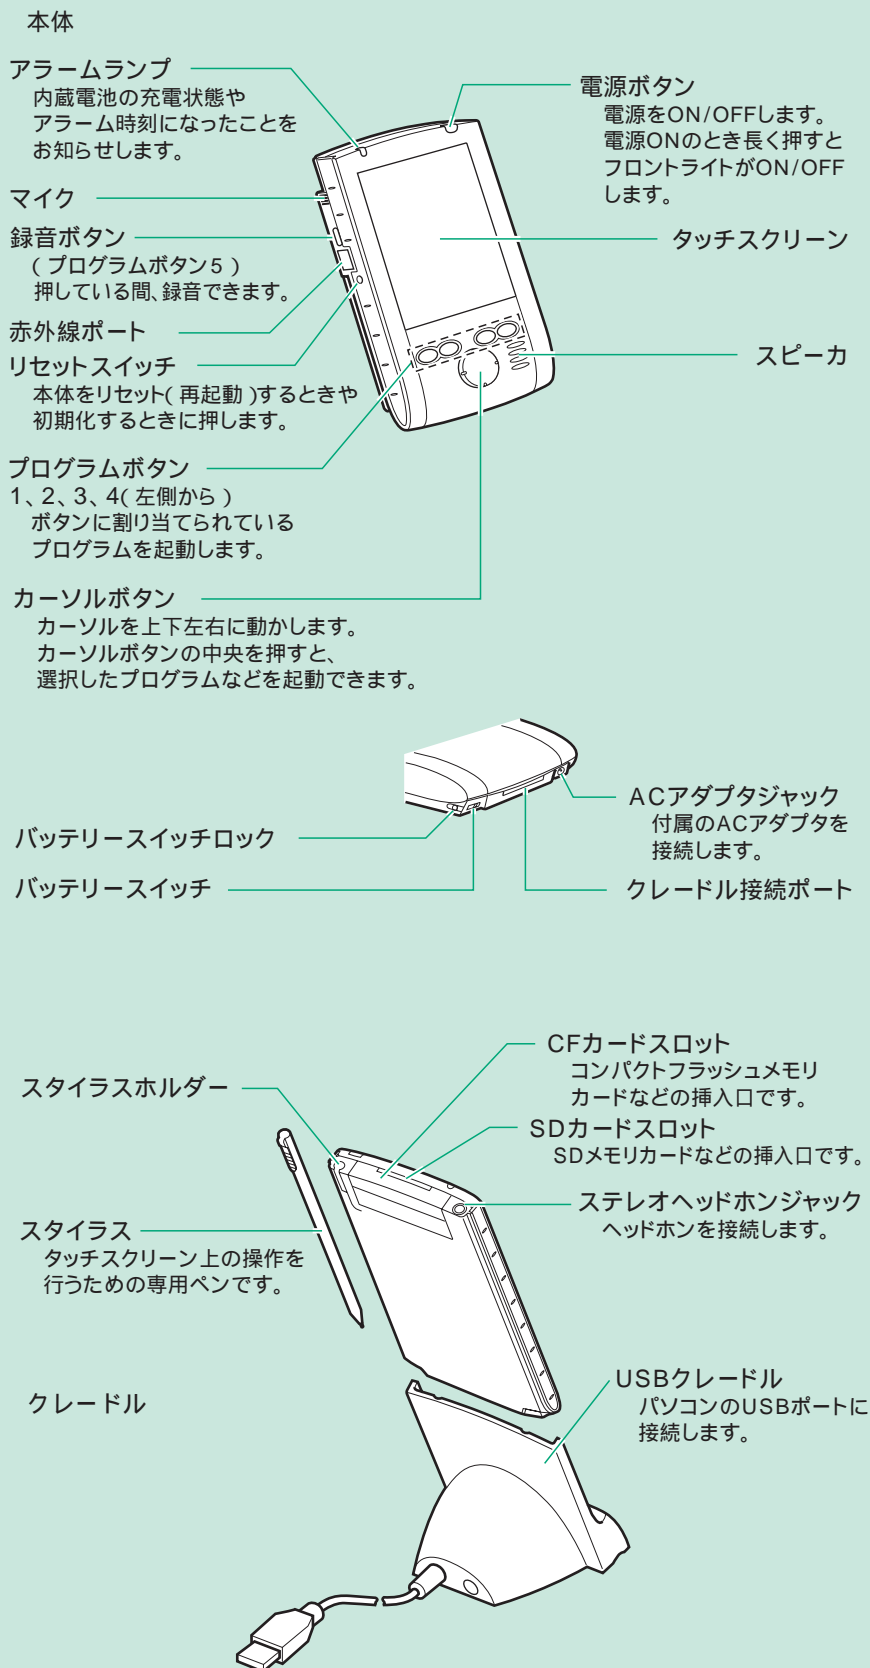 本体
アラームランプ
内蔵電池の充電状態や
アラーム時刻になったことを
お知らせします。
電源ボタン
電源をON/OFFします。
電源ONのとき長く押すと
フロントライトがON/OFF
します。
マイク
録音ボタン
(プログラムボタン5)
押している間、録音できます。
タッチスクリーン
赤外線ポート
リセットスイッチ
本体をリセット(再起動)するときや
初期化するときに押します。
スピーカ
プログラムボタン
1、2、3、4(左側から)
ボタンに割り当てられている
プログラムを起動します。
カーソルボタン
カーソルを上下左右に動かします。
カーソルボタンの中央を押すと、
選択したプログラムなどを起動できます。
ACアダプタジャック
付属のACアダプタを
接続します。
バッテリースイッチロック
バッテリースイッチ
クレードル接続ポート
CFカードスロット
コンパクトフラッシュメモリ
カードなどの挿入口です。
スタイラスホルダー
SDカードスロット
SDメモリカードなどの挿入口です。
ステレオヘッドホンジャック
ヘッドホンを接続します。
スタイラス
タッチスクリーン上の操作を
行うための専用ペンです。
クレードル
USBクレードル
パソコンのUSBポートに
接続します。